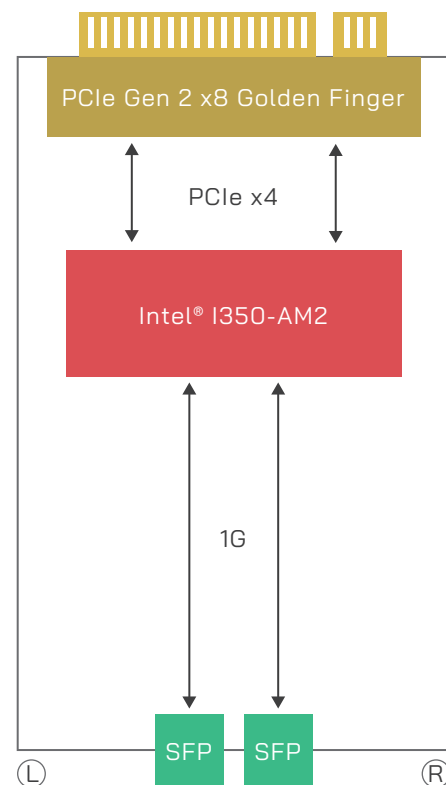 PCIe Gen 2 x8 Golden Finger
PCIe x4
Intel® I350-AM2
1G
SFP SFP
L R